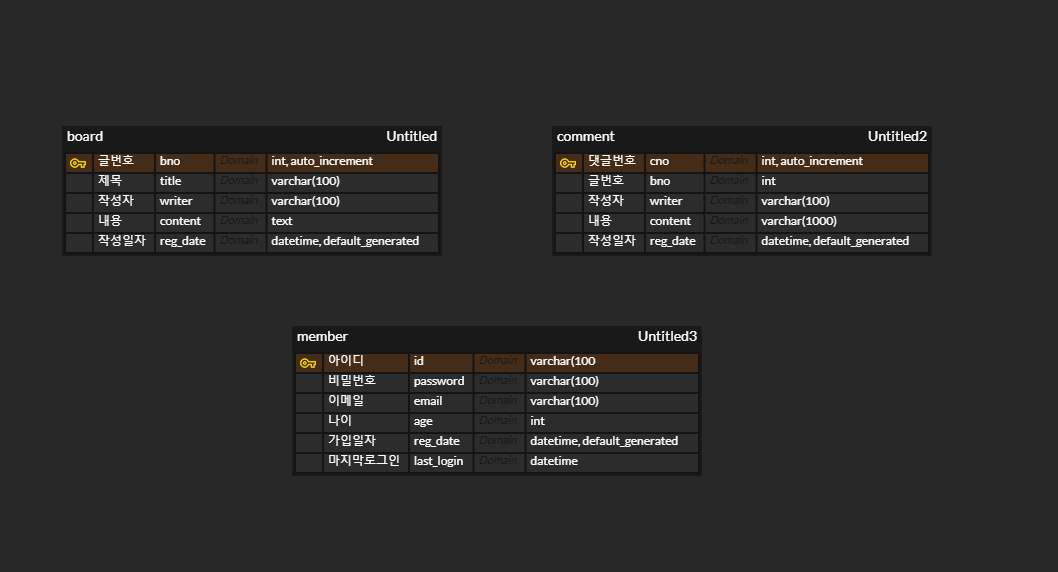 board Untitled
글번호 bno Domain int, auto_increment
제목 title Domain varchar(100)
작성자 writer Domain varchar(100)
내용 content Domain text
작성일자 reg_date Domain datetime, default_generated
comment Untitled2
댓글번호 cno Domain int, auto_increment
글번호 bno Domain int
작성자 writer Domain varchar(100)
내용 content Domain varchar(1000)
작성일자 reg_date Domain datetime, default_generated
member Untitled3
아이디 id Domain varchar(100
비밀번호 password Domain varchar(100)
이메일 email Domain varchar(100)
나이 age Domain int
가입일자 reg_date Domain datetime, default_generated
마지막로그인 last_login Domain datetime